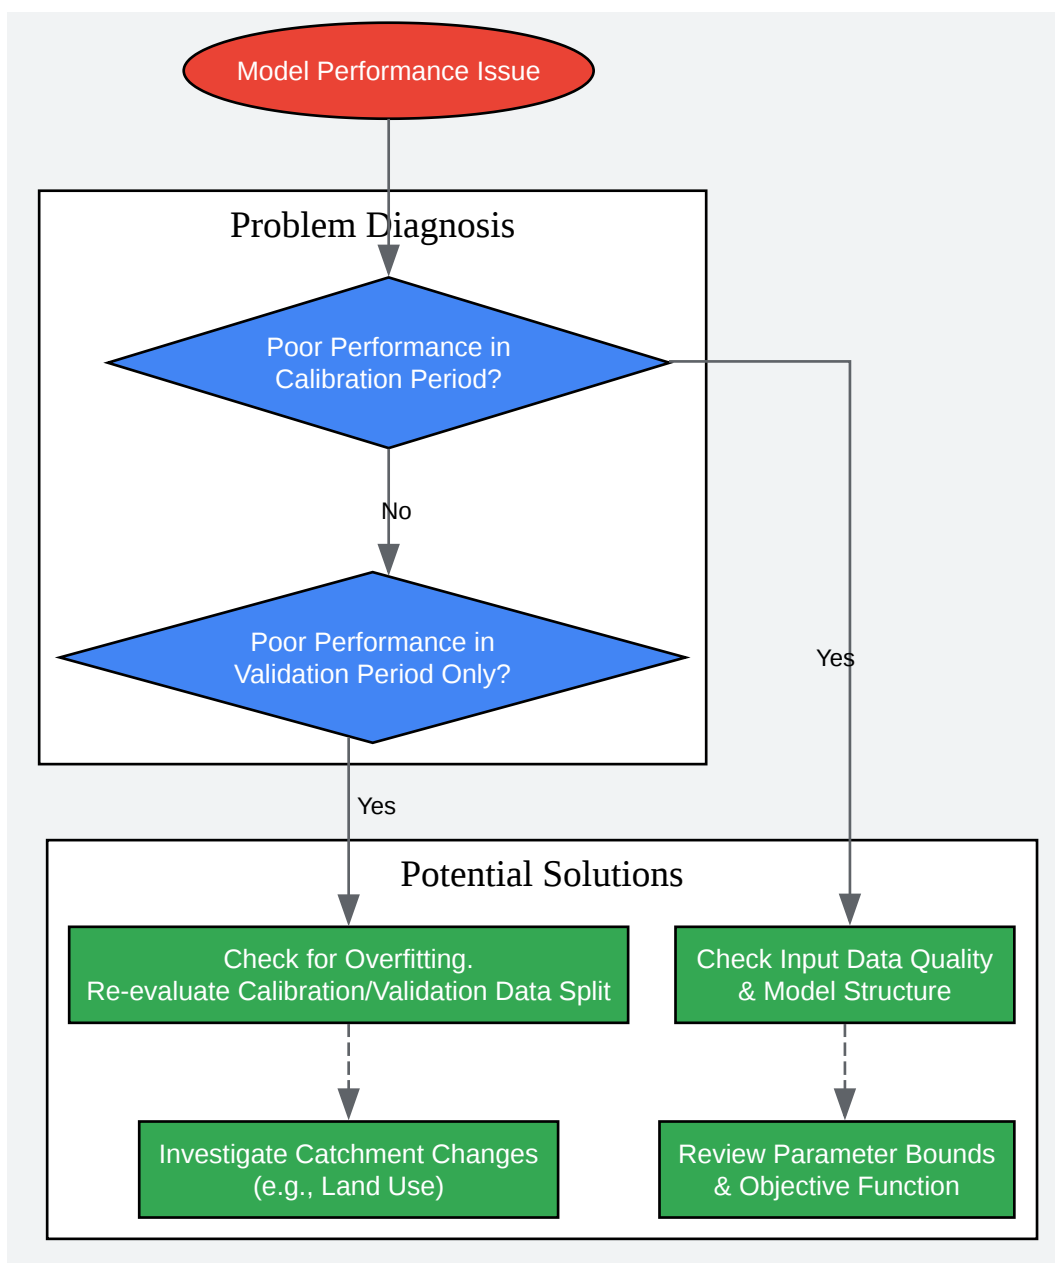 Model Performance Issue
Problem Diagnosis
Poor Performance in
Calibration Period?
No
Poor Performance in
Validation Period Only?
Yes
Yes
Potential Solutions
Check for Overfitting.
Re-evaluate Calibration/Validation Data Split
Check Input Data Quality
& Model Structure
Investigate Catchment Changes
(e.g., Land Use)
Review Parameter Bounds
& Objective Function